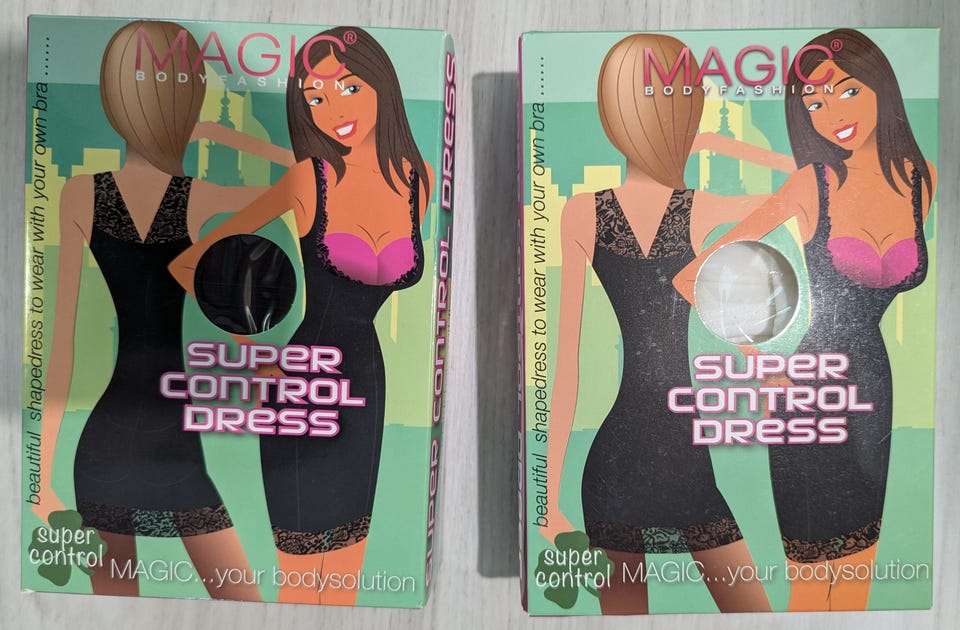 MAGIC®
BODYFASHION
beautiful shapedress to wear with your own bra ......
SUPER
CONTROL
DRESS
super
control
MAGIC...your bodysolution
SUPER CONTROL DRESS
MAGIC®
BODYFASHION
beautiful shapedress to wear with your own bra ......
SUPER
CONTROL
DRESS
super
control
MAGIC...your bodysolution